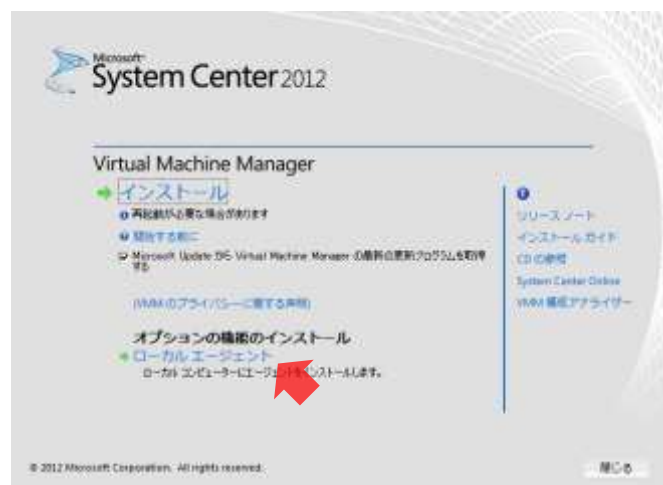 Microsoft
System Center 2012
Virtual Machine Manager
インストール
再起動が必要な場合があります
開始する前に
Microsoft Update から Virtual Machine Manager の最新の更新プログラムを取得
する
(VMM のプライバシーに関する声明)
オプションの機能のインストール
ローカル エージェント
ローカル コンピューターにエージェントをインストールします。
リリース ノート
インストール ガイド
CD の参照
System Center Online
VMM 構成アナライザー
© 2012 Microsoft Corporation. All rights reserved.
閉じる